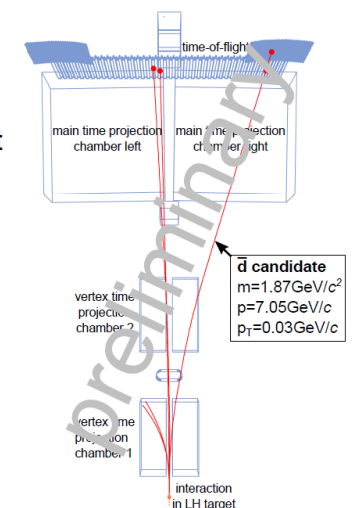 time-of-flight
main time projection
chamber left
main time projection
chamber right
d̅ candidate
m=1.87GeV/c²
p=7.05GeV/c
pT=0.03GeV/c
vertex time
projection
chamber 2
vertex time
projection
chamber 1
interaction
in LH target
preliminary
t